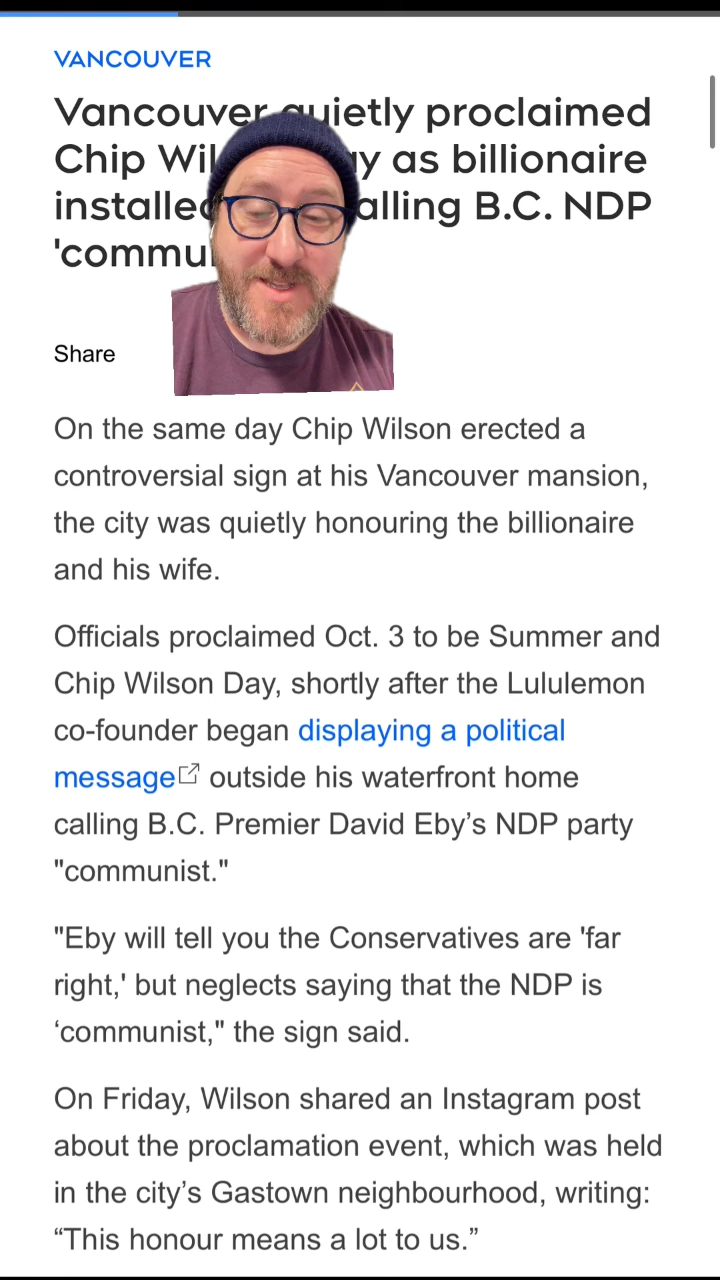 VANCOUVER
Vancouver quietly proclaimed
Chip Wil y as billionaire
installed alling B.C. NDP
'commu
Share
On the same day Chip Wilson erected a
controversial sign at his Vancouver mansion,
the city was quietly honouring the billionaire
and his wife.
Officials proclaimed Oct. 3 to be Summer and
Chip Wilson Day, shortly after the Lululemon
co-founder began displaying a political
message outside his waterfront home
calling B.C. Premier David Eby’s NDP party
"communist."
"Eby will tell you the Conservatives are 'far
right,' but neglects saying that the NDP is
‘communist," the sign said.
On Friday, Wilson shared an Instagram post
about the proclamation event, which was held
in the city’s Gastown neighbourhood, writing:
“This honour means a lot to us.”